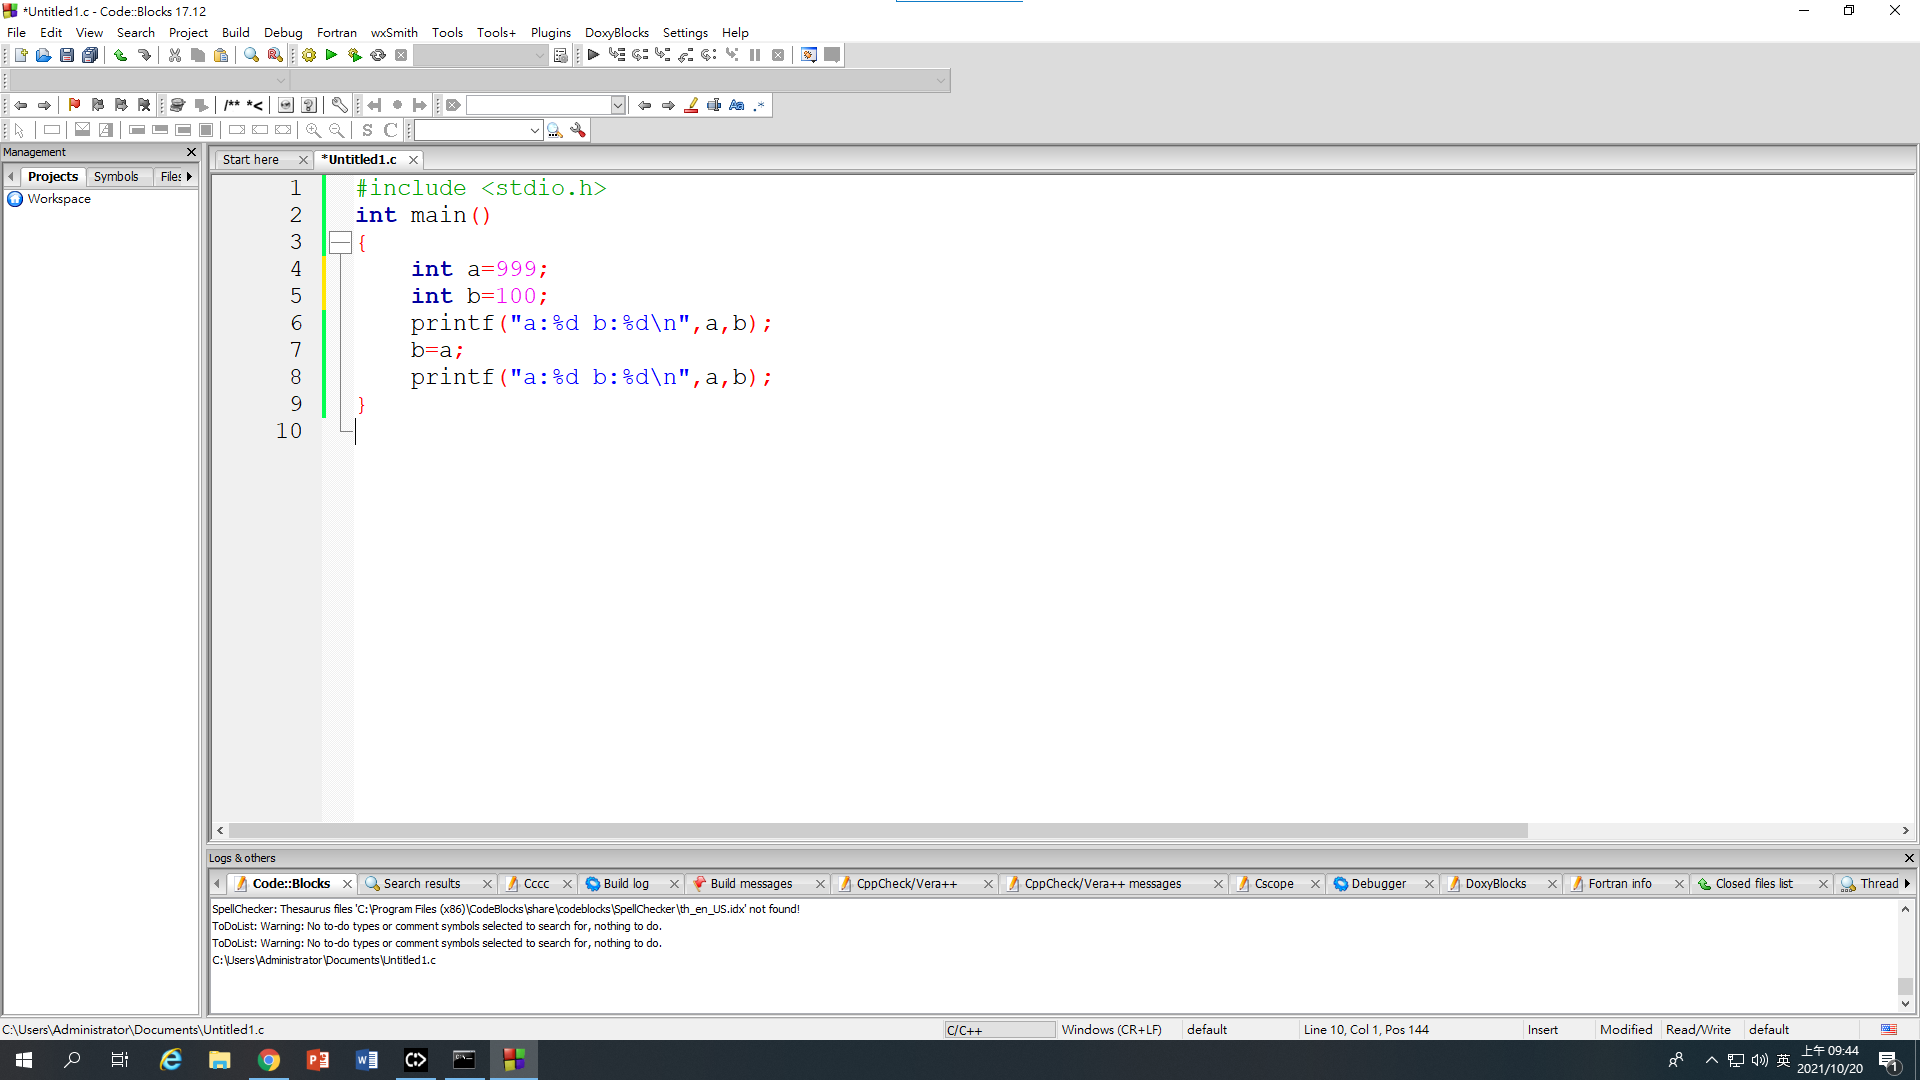 *Untitled1.c - Code::Blocks 17.12
File Edit View Search Project Build Debug Fortran wxSmith Tools Tools+ Plugins DoxyBlocks Settings Help
/** *<
Aa .*
S C
Management
Start here *Untitled1.c
Projects Symbols Files
Workspace
1 #include <stdio.h>
2 int main()
3 {
4 int a=999;
5 int b=100;
6 printf("a:%d b:%d\n",a,b);
7 b=a;
8 printf("a:%d b:%d\n",a,b);
9 }
10
Logs & others
Code::Blocks Search results Cccc Build log Build messages CppCheck/Vera++ CppCheck/Vera++ messages Cscope Debugger DoxyBlocks Fortran info Closed files list Thread
SpellChecker: Thesaurus files 'C:\Program Files (x86)\CodeBlocks\share\codeblocks\SpellChecker\th_en_US.idx' not found!
ToDoList: Warning: No to-do types or comment symbols selected to search for, nothing to do.
ToDoList: Warning: No to-do types or comment symbols selected to search for, nothing to do.
C:\Users\Administrator\Documents\Untitled1.c
C:\Users\Administrator\Documents\Untitled1.c C/C++ Windows (CR+LF) default Line 10, Col 1, Pos 144 Insert Modified Read/Write default
英 上午 09:44
2021/10/20 1